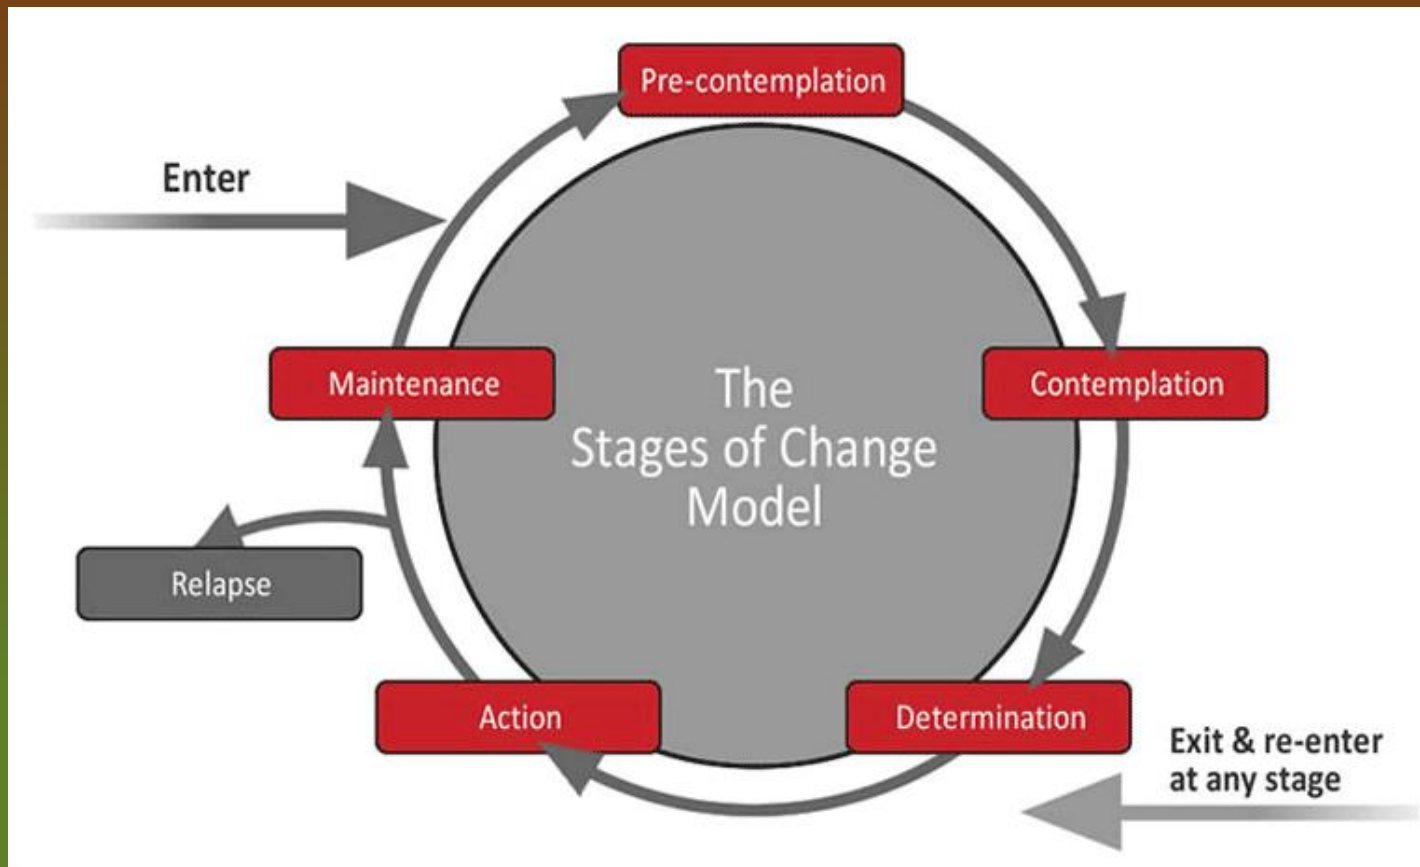 Pre-contemplation
Enter
Maintenance
Contemplation
The
Stages of Change
Model
Relapse
Action
Determination
Exit & re-enter
at any stage